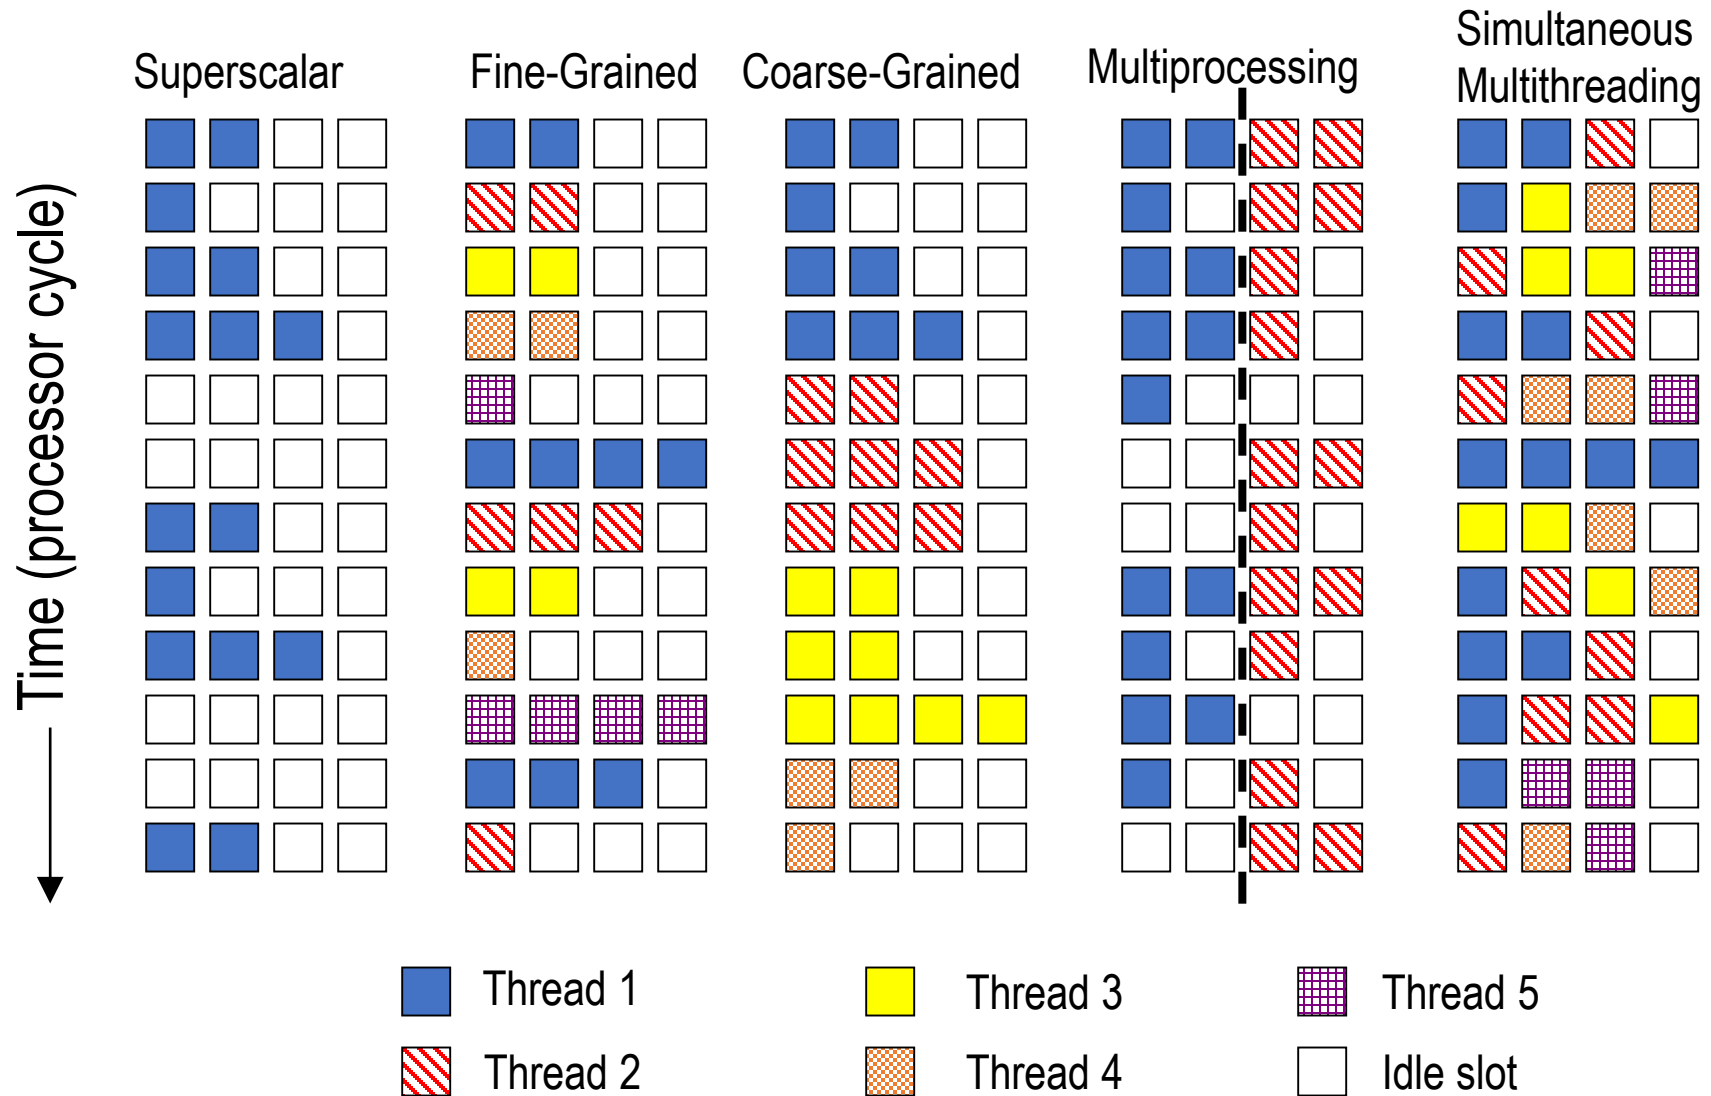 Superscalar
Fine-Grained
Coarse-Grained
Multiprocessing
Simultaneous
Multithreading
Time (processor cycle)
Thread 1
Thread 3
Thread 5
Thread 2
Thread 4
Idle slot